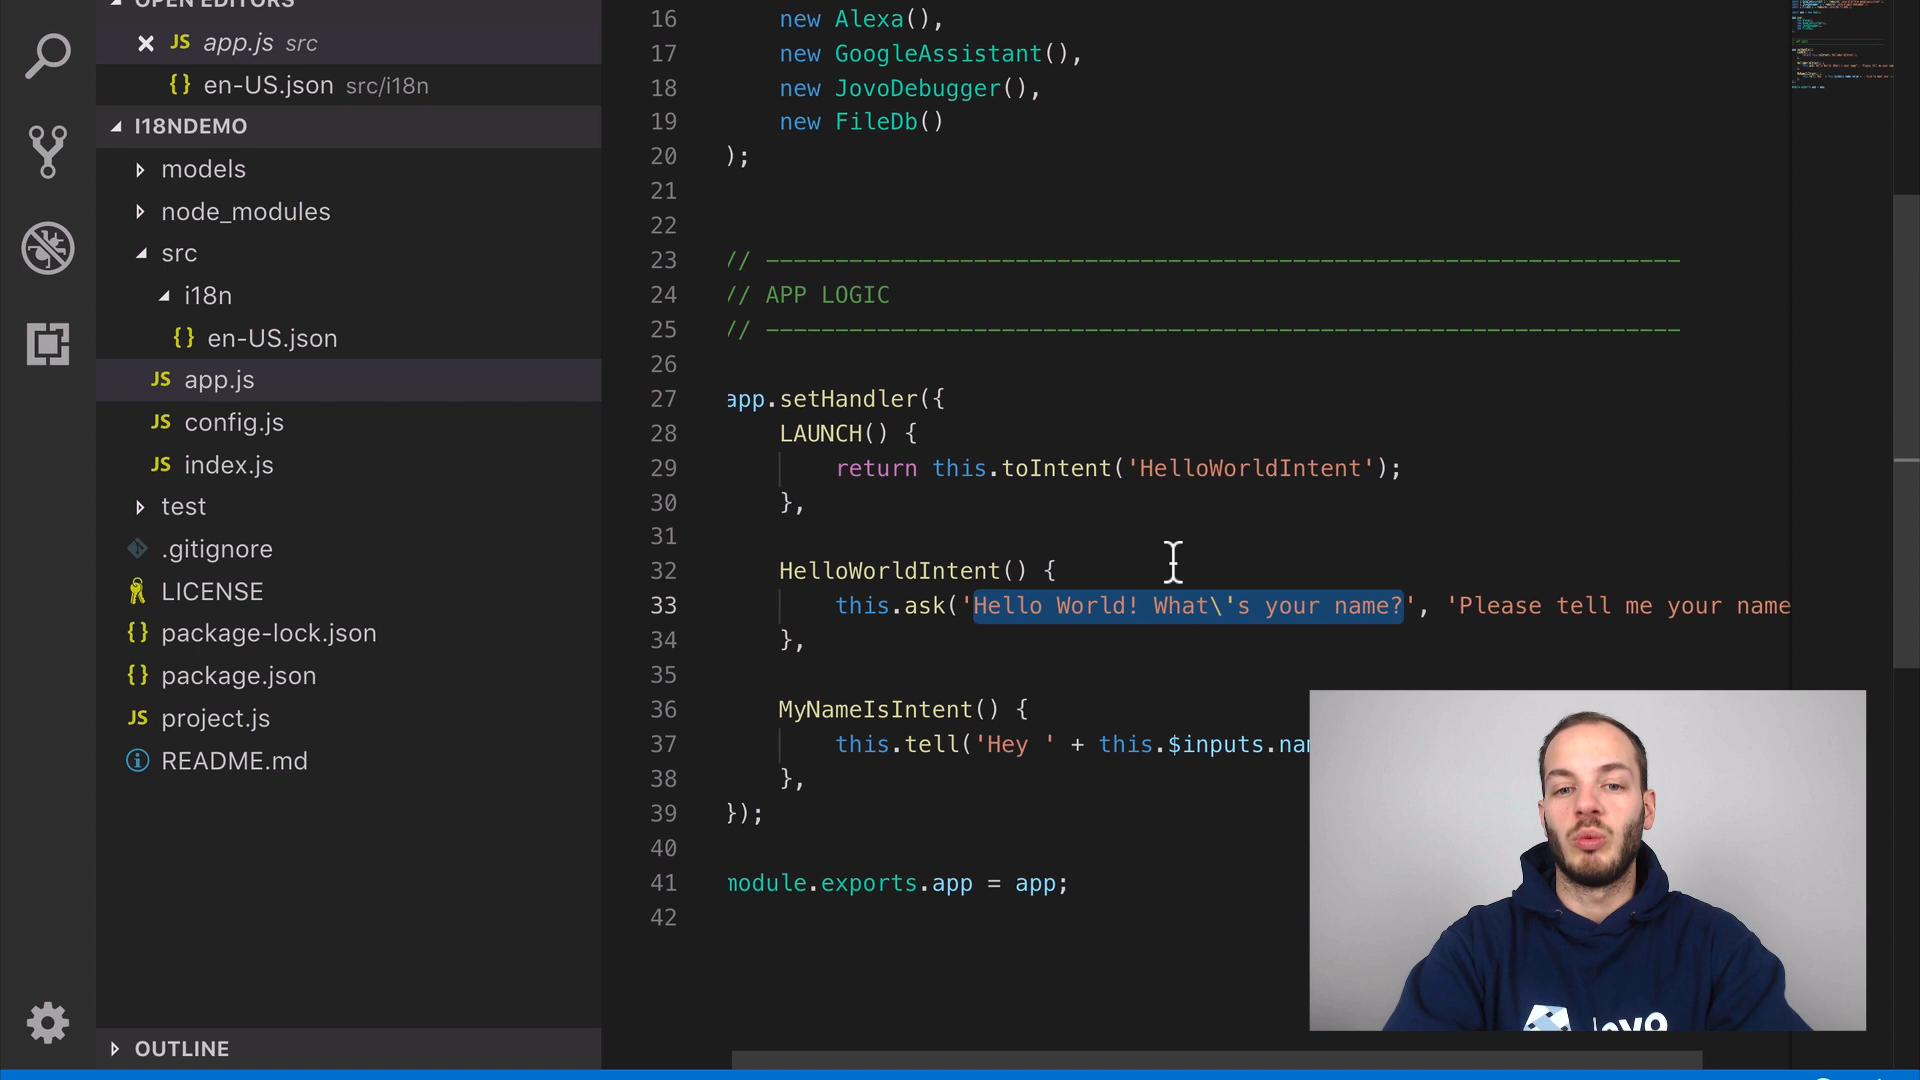 OPEN EDITORS
JS app.js src
{} en-US.json src/i18n
I18NDEMO
models
node_modules
src
i18n
{} en-US.json
JS app.js
JS config.js
JS index.js
test
.gitignore
LICENSE
{} package-lock.json
{} package.json
JS project.js
README.md
OUTLINE
16 new Alexa(),
17 new GoogleAssistant(),
18 new JovoDebugger(),
19 new FileDb()
20 );
21
22
23 // ------------------------------------------------------------------
24 // APP LOGIC
25 // ------------------------------------------------------------------
26
27 app.setHandler({
28 LAUNCH() {
29 return this.toIntent('HelloWorldIntent');
30 },
31
32 HelloWorldIntent() {
33 this.ask('Hello World! What\'s your name?', 'Please tell me your name
34 },
35
36 MyNameIsIntent() {
37 this.tell('Hey ' + this.$inputs.nam
38 },
39 });
40
41 module.exports.app = app;
42
Jovo